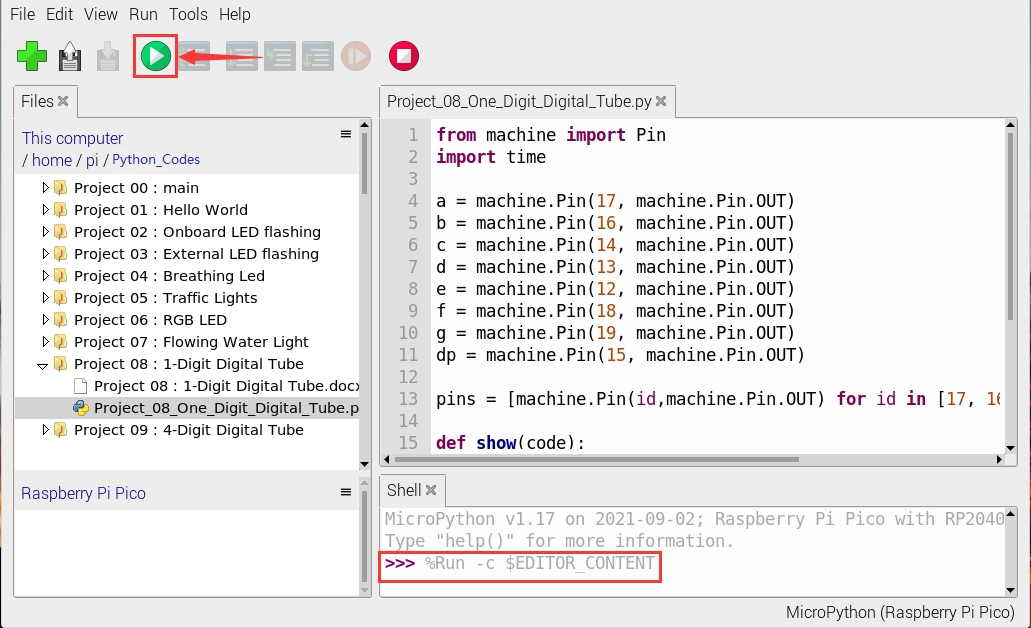 File Edit View Run Tools Help
Files
This computer
/ home / pi / Python_Codes
Project 00 : main
Project 01 : Hello World
Project 02 : Onboard LED flashing
Project 03 : External LED flashing
Project 04 : Breathing Led
Project 05 : Traffic Lights
Project 06 : RGB LED
Project 07 : Flowing Water Light
Project 08 : 1-Digit Digital Tube
Project 08 : 1-Digit Digital Tube.docx
Project_08_One_Digit_Digital_Tube.p
Project 09 : 4-Digit Digital Tube
Raspberry Pi Pico
Project_08_One_Digit_Digital_Tube.py
1 from machine import Pin
2 import time
3
4 a = machine.Pin(17, machine.Pin.OUT)
5 b = machine.Pin(16, machine.Pin.OUT)
6 c = machine.Pin(14, machine.Pin.OUT)
7 d = machine.Pin(13, machine.Pin.OUT)
8 e = machine.Pin(12, machine.Pin.OUT)
9 f = machine.Pin(18, machine.Pin.OUT)
10 g = machine.Pin(19, machine.Pin.OUT)
11 dp = machine.Pin(15, machine.Pin.OUT)
12
13 pins = [machine.Pin(id,machine.Pin.OUT) for id in [17, 16
14
15 def show(code):
Shell
MicroPython v1.17 on 2021-09-02; Raspberry Pi Pico with RP2040
Type "help()" for more information.
>>> %Run -c $EDITOR_CONTENT
MicroPython (Raspberry Pi Pico)